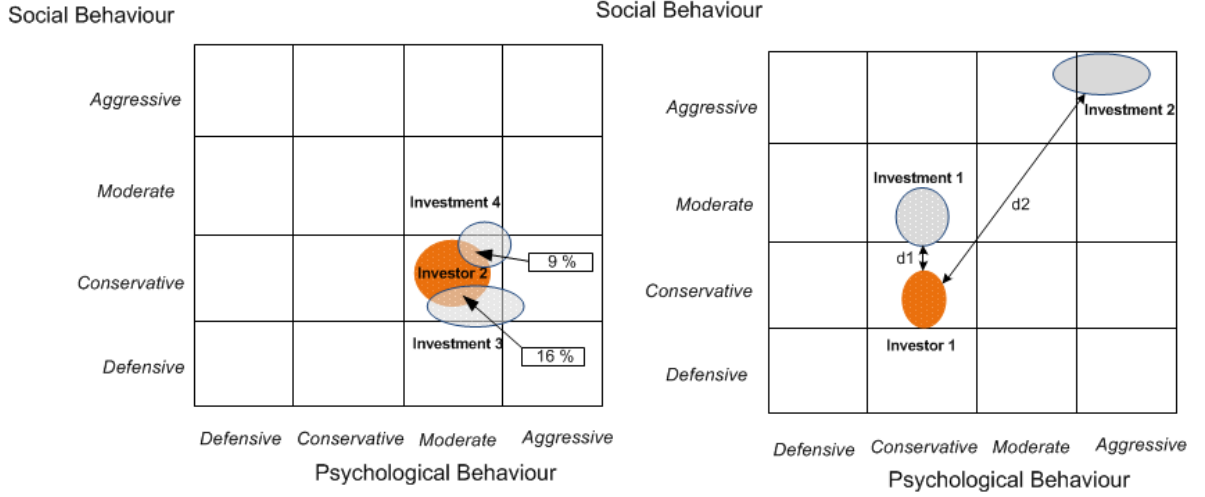 Social Behaviour
Aggressive
Moderate
Investment 4
Investor 2
9 %
Conservative
Investment 3
16 %
Defensive
Defensive Conservative Moderate Aggressive
Psychological Behaviour
Social Behaviour
Aggressive
Investment 2
Investment 1
Moderate
d2
d1
Conservative
Investor 1
Defensive
Defensive Conservative Moderate Aggressive
Psychological Behaviour